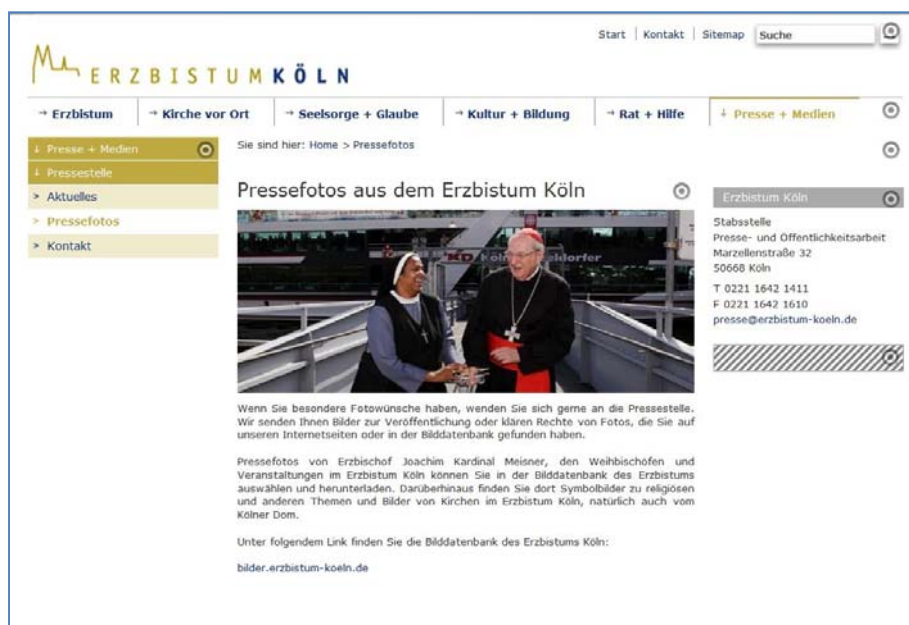 Start | Kontakt | Sitemap Suche
ERZBISTUMKÖLN
→ Erzbistum → Kirche vor Ort → Seelsorge + Glaube → Kultur + Bildung → Rat + Hilfe ↓ Presse + Medien
↓ Presse + Medien
↓ Pressestelle
> Aktuelles
> Pressefotos
> Kontakt
Sie sind hier: Home > Pressefotos
Pressefotos aus dem Erzbistum Köln
KD Köln eldorfer
Wenn Sie besondere Fotowünsche haben, wenden Sie sich gerne an die Pressestelle.
Wir senden Ihnen Bilder zur Veröffentlichung oder klären Rechte von Fotos, die Sie auf
unseren Internetseiten oder in der Bilddatenbank gefunden haben.
Pressefotos von Erzbischof Joachim Kardinal Meisner, den Weihbischöfen und
Veranstaltungen im Erzbistum Köln können Sie in der Bilddatenbank des Erzbistums
auswählen und herunterladen. Darüberhinaus finden Sie dort Symbolbilder zu religiösen
und anderen Themen und Bilder von Kirchen im Erzbistum Köln, natürlich auch vom
Kölner Dom.
Unter folgendem Link finden Sie die Bilddatenbank des Erzbistums Köln:
bilder.erzbistum-koeln.de
Erzbistum Köln
Stabsstelle
Presse- und Öffentlichkeitsarbeit
Marzellenstraße 32
50668 Köln
T 0221 1642 1411
F 0221 1642 1610
presse@erzbistum-koeln.de